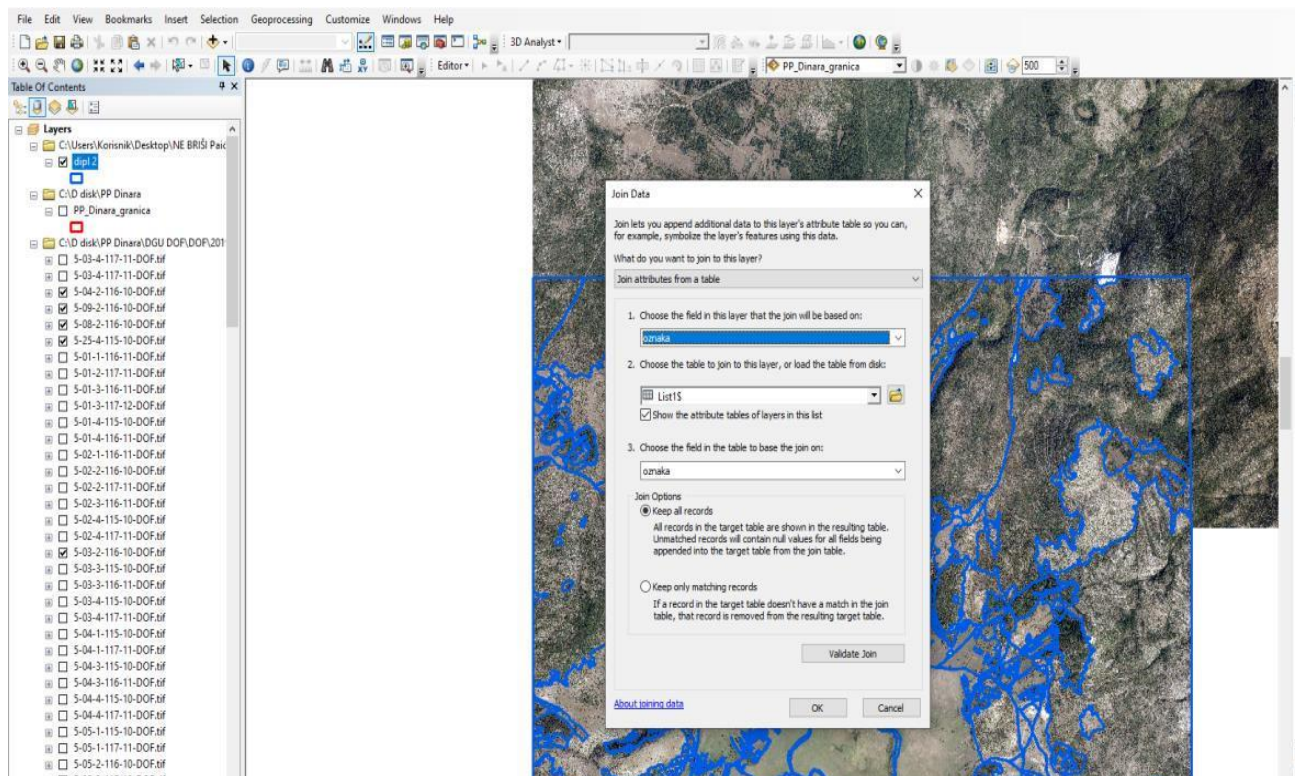 File Edit View Bookmarks Insert Selection Geoprocessing Customize Windows Help
3D Analyst
Editor PP_Dinara_granica 500
Table Of Contents
Layers
C:\Users\Korisnik\Desktop\NE BRIŠI Paic
dipl 2
C:\D disk\PP Dinara
PP_Dinara_granica
C:\D disk\PP Dinara\DGU DOF\DOF\201
5-03-4-117-11-DOF.tif
5-03-4-117-11-DOF.tif
5-04-2-116-10-DOF.tif
5-09-2-116-10-DOF.tif
5-08-2-116-10-DOF.tif
5-25-4-115-10-DOF.tif
5-01-1-116-11-DOF.tif
5-01-2-117-11-DOF.tif
5-01-3-116-11-DOF.tif
5-01-3-117-12-DOF.tif
5-01-4-115-10-DOF.tif
5-01-4-116-11-DOF.tif
5-02-1-116-11-DOF.tif
5-02-2-116-10-DOF.tif
5-02-2-117-11-DOF.tif
5-02-3-116-11-DOF.tif
5-02-4-115-10-DOF.tif
5-02-4-117-11-DOF.tif
5-03-2-116-10-DOF.tif
5-03-3-115-10-DOF.tif
5-03-3-116-11-DOF.tif
5-03-4-115-10-DOF.tif
5-03-4-117-11-DOF.tif
5-04-1-115-10-DOF.tif
5-04-1-117-11-DOF.tif
5-04-3-115-10-DOF.tif
5-04-3-116-11-DOF.tif
5-04-4-115-10-DOF.tif
5-04-4-117-11-DOF.tif
5-05-1-115-10-DOF.tif
5-05-1-117-11-DOF.tif
5-05-2-116-10-DOF.tif
Join Data
Join lets you append additional data to this layer's attribute table so you can,
for example, symbolize the layer's features using this data.
What do you want to join to this layer?
Join attributes from a table
1. Choose the field in this layer that the join will be based on:
oznaka
2. Choose the table to join to this layer, or load the table from disk:
List1$
Show the attribute tables of layers in this list
3. Choose the field in the table to base the join on:
oznaka
Join Options
Keep all records
All records in the target table are shown in the resulting table.
Unmatched records will contain null values for all fields being
appended into the target table from the join table.
Keep only matching records
If a record in the target table doesn't have a match in the join
table, that record is removed from the resulting target table.
Validate Join
About joining data
OK Cancel